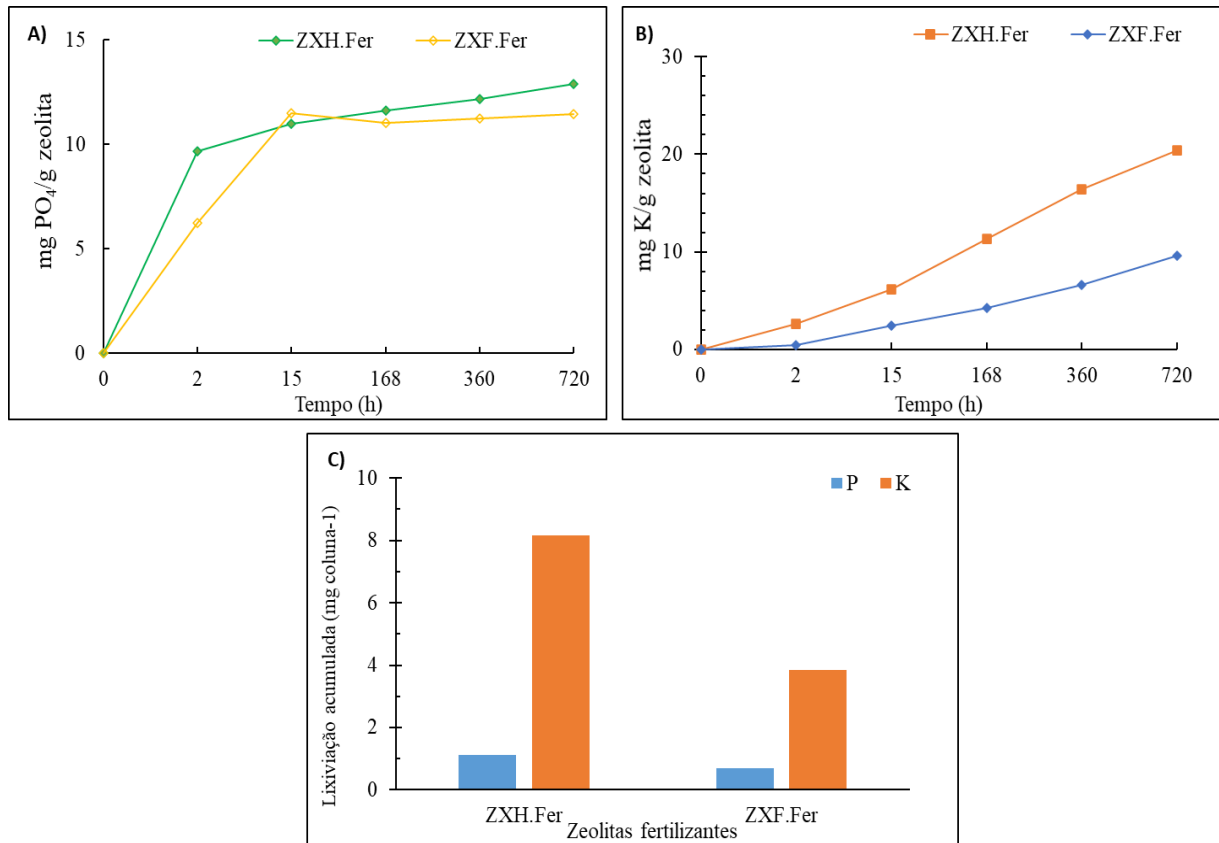 A)
ZXH.Fer ZXF.Fer
mg PO₄/g zeolita
15
10
5
0
0 2 15 168 360 720
Tempo (h)
B)
ZXH.Fer ZXF.Fer
mg K/g zeolita
30
20
10
0
0 2 15 168 360 720
Tempo (h)
C)
P K
Lixiviação acumulada (mg coluna-1)
10
8
6
4
2
0
ZXH.Fer ZXF.Fer
Zeolitas fertilizantes